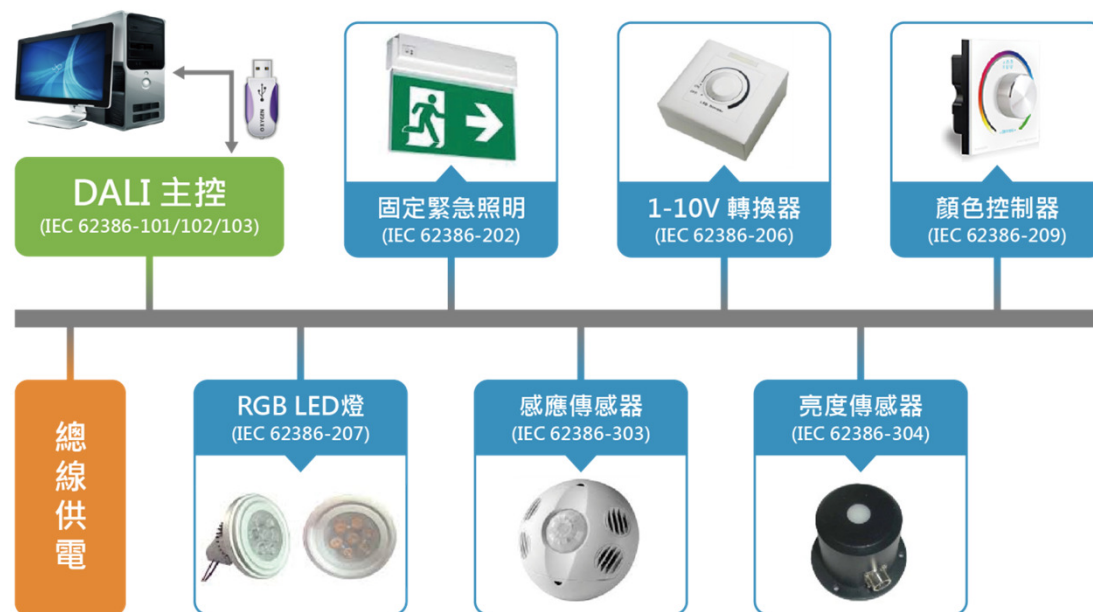 DALI 主控
(IEC 62386-101/102/103)
固定緊急照明
(IEC 62386-202)
1-10V 轉換器
(IEC 62386-206)
顏色控制器
(IEC 62386-209)
總線供電
RGB LED燈
(IEC 62386-207)
感應傳感器
(IEC 62386-303)
亮度傳感器
(IEC 62386-304)